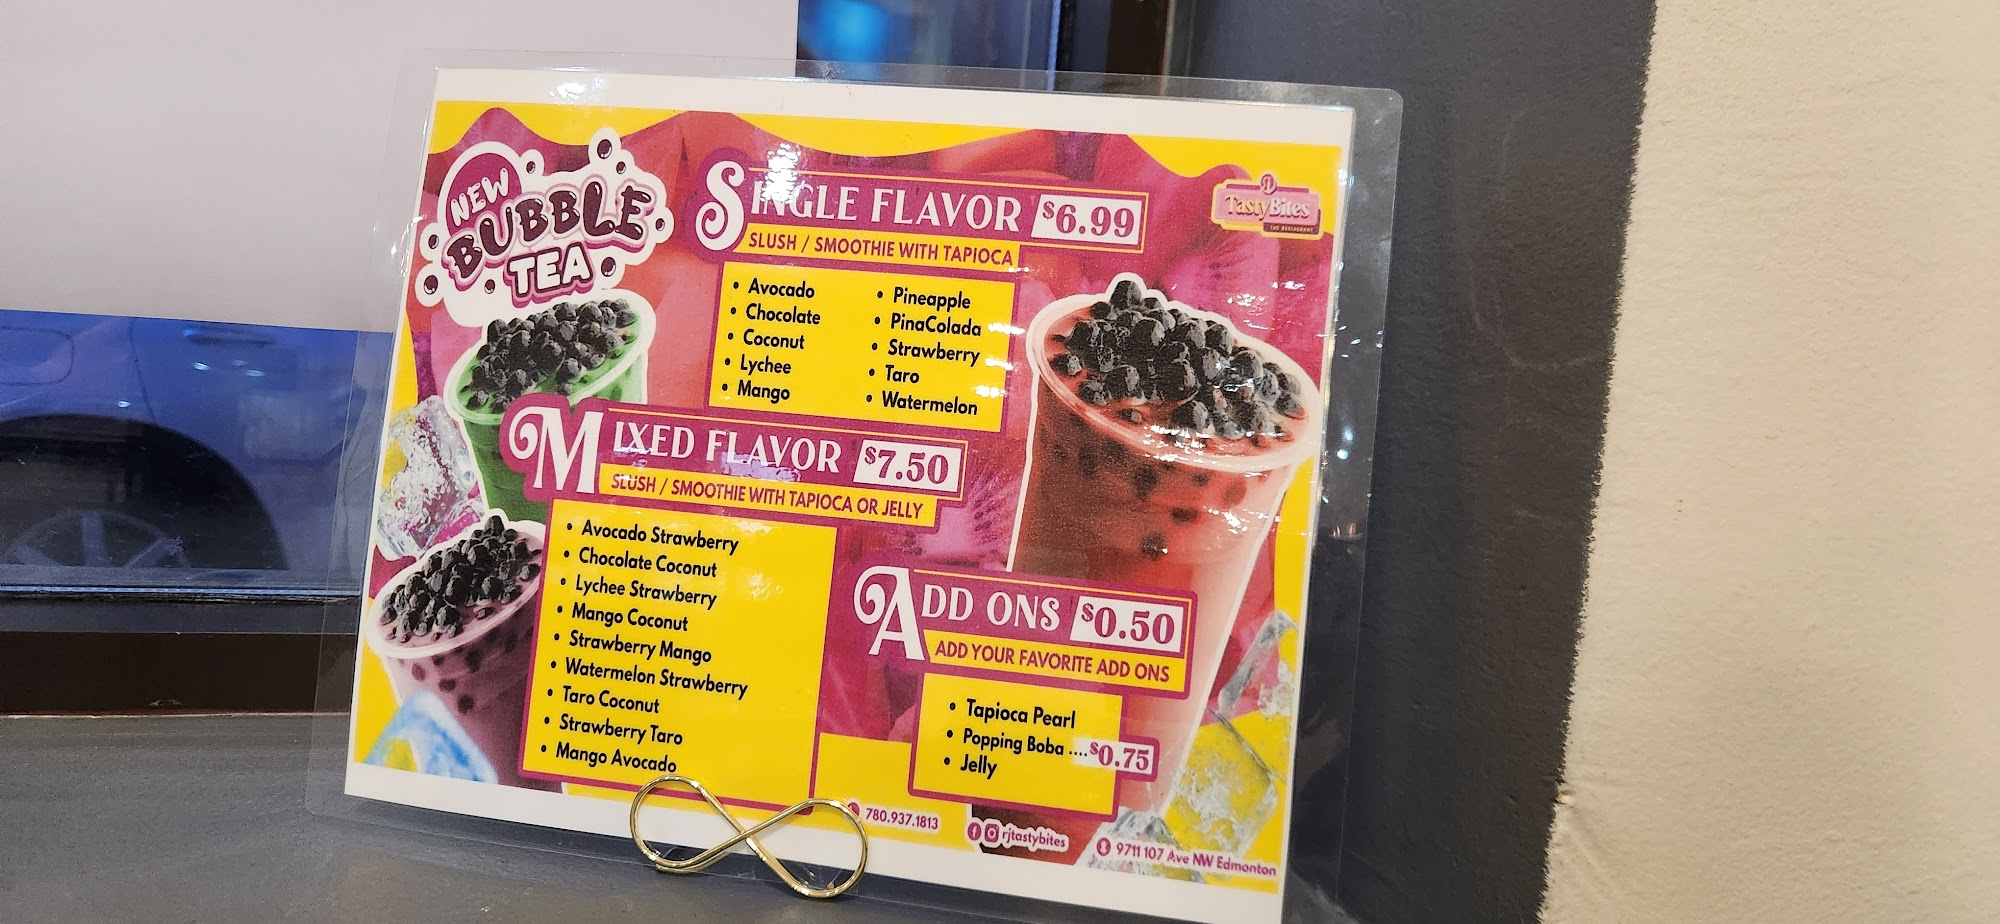 NEW
BUBBLE
TEA
SINGLE FLAVOR $6.99
SLUSH / SMOOTHIE WITH TAPIOCA
• Avocado
• Chocolate
• Coconut
• Lychee
• Mango
• Pineapple
• PinaColada
• Strawberry
• Taro
• Watermelon
TastyBites
THE RESTAURANT
MIXED FLAVOR $7.50
SLUSH / SMOOTHIE WITH TAPIOCA OR JELLY
• Avocado Strawberry
• Chocolate Coconut
• Lychee Strawberry
• Mango Coconut
• Strawberry Mango
• Watermelon Strawberry
• Taro Coconut
• Strawberry Taro
• Mango Avocado
ADD ONS $0.50
ADD YOUR FAVORITE ADD ONS
• Tapioca Pearl
• Popping Boba ....$0.75
• Jelly
780.937.1813
rjtastybites
9711 107 Ave NW Edmonton